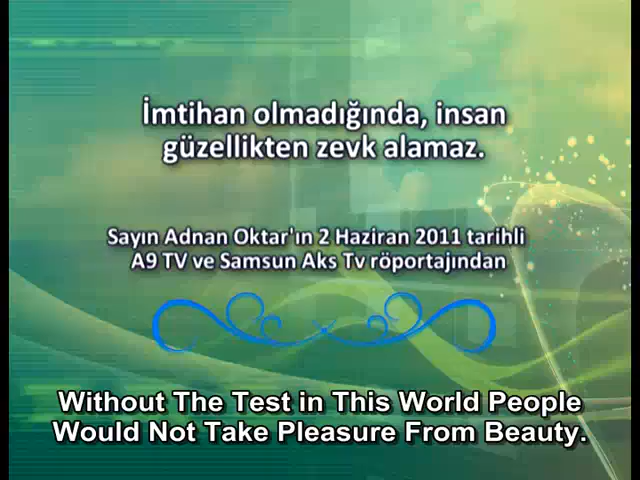 İmtihan olmadığında, insan
güzellikten zevk alamaz.
Sayın Adnan Oktar'ın 2 Haziran 2011 tarihli
A9 TV ve Samsun Aks Tv röportajından
Without The Test in This World People
Would Not Take Pleasure From Beauty.